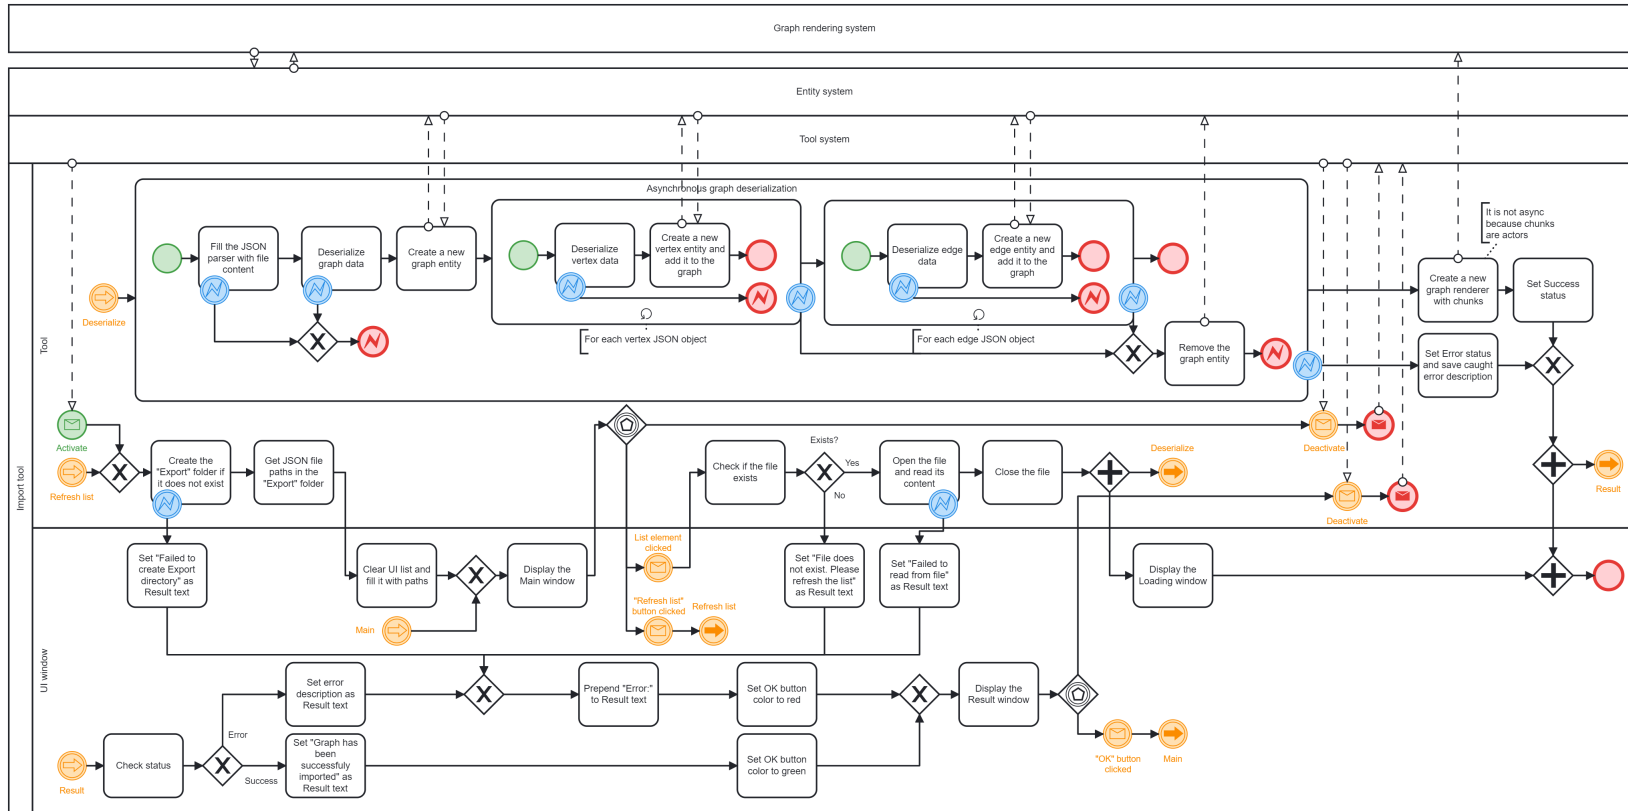 Graph rendering system
Entity system
Tool system
Import tool
Tool
UI window
Asynchronous graph deserialization
Fill the JSON
parser with file
content
Deserialize
graph data
Create a new
graph entity
Deserialize
vertex data
Create a new
vertex entity and
add it to the
graph
For each vertex JSON object
Deserialize edge
data
Create a new
edge entity and
add it to the
graph
For each edge JSON object
Remove the
graph entity
Deserialize
It is not async
because chunks
are actors
Create a new
graph renderer
with chunks
Set Success
status
Set Error status
and save caught
error description
Activate
Refresh list
Create the
"Export" folder if
it does not exist
Get JSON file
paths in the
"Export" folder
Check if the file
exists
Exists?
Yes
No
Open the file
and read its
content
Close the file
Deserialize
Deactivate
Deactivate
Result
Set "Failed to
create Export
directory" as
Result text
Clear UI list and
fill it with paths
Main
Display the
Main window
List element
clicked
"Refresh list"
button clicked
Refresh list
Set "File does
not exist. Please
refresh the list"
as Result text
Set "Failed to
read from file"
as Result text
Display the
Loading window
Result
Check status
Error
Success
Set error
description as
Result text
Set "Graph has
been
successfuly
imported" as
Result text
Prepend "Error:"
to Result text
Set OK button
color to red
Set OK button
color to green
Display the
Result window
"OK" button
clicked
Main